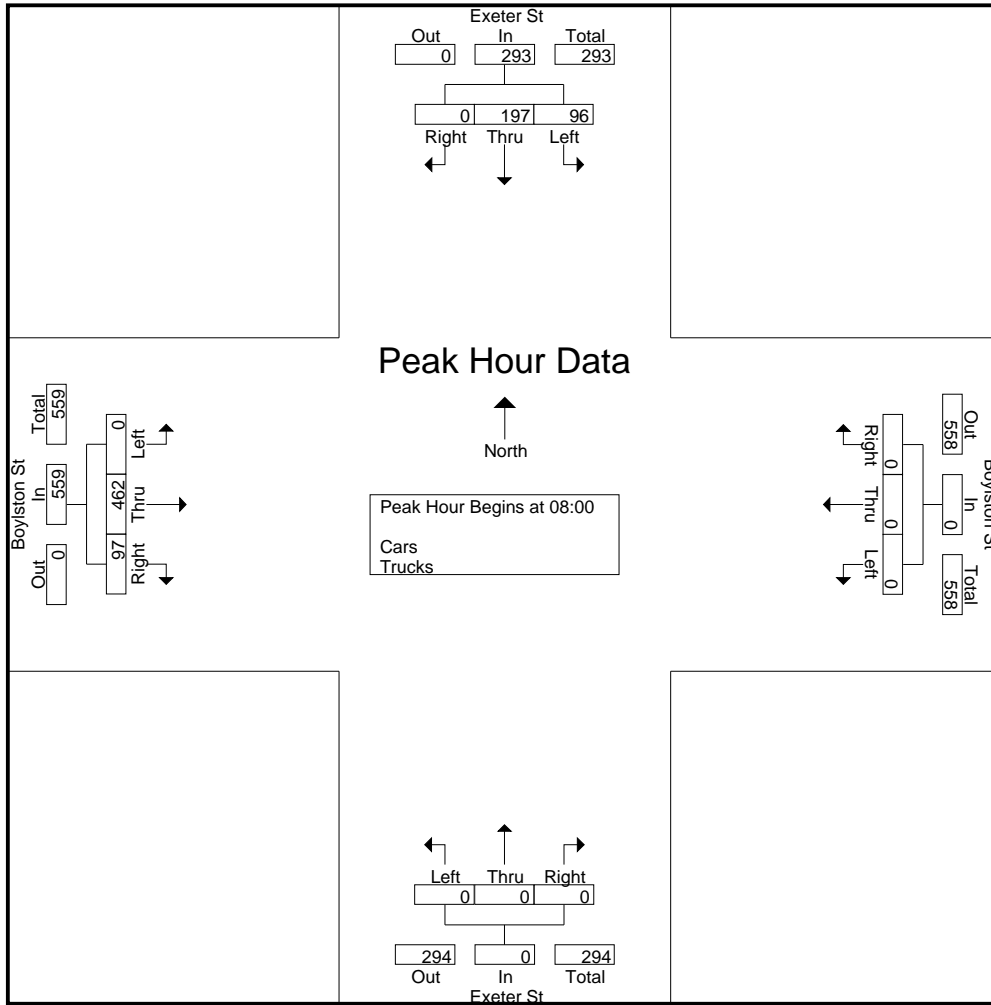 Exeter St
Out In Total
0 293 293
0 197 96
Right Thru Left
Peak Hour Data
North
Peak Hour Begins at 08:00
Cars
Trucks
Boylston St
Total In Out
559 559 0
0 462 97
Left Thru Right
Boylston St
Out In Total
558 0 558
0 0 0
Right Thru Left
Left Thru Right
0 0 0
294 0 294
Out In Total
Exeter St